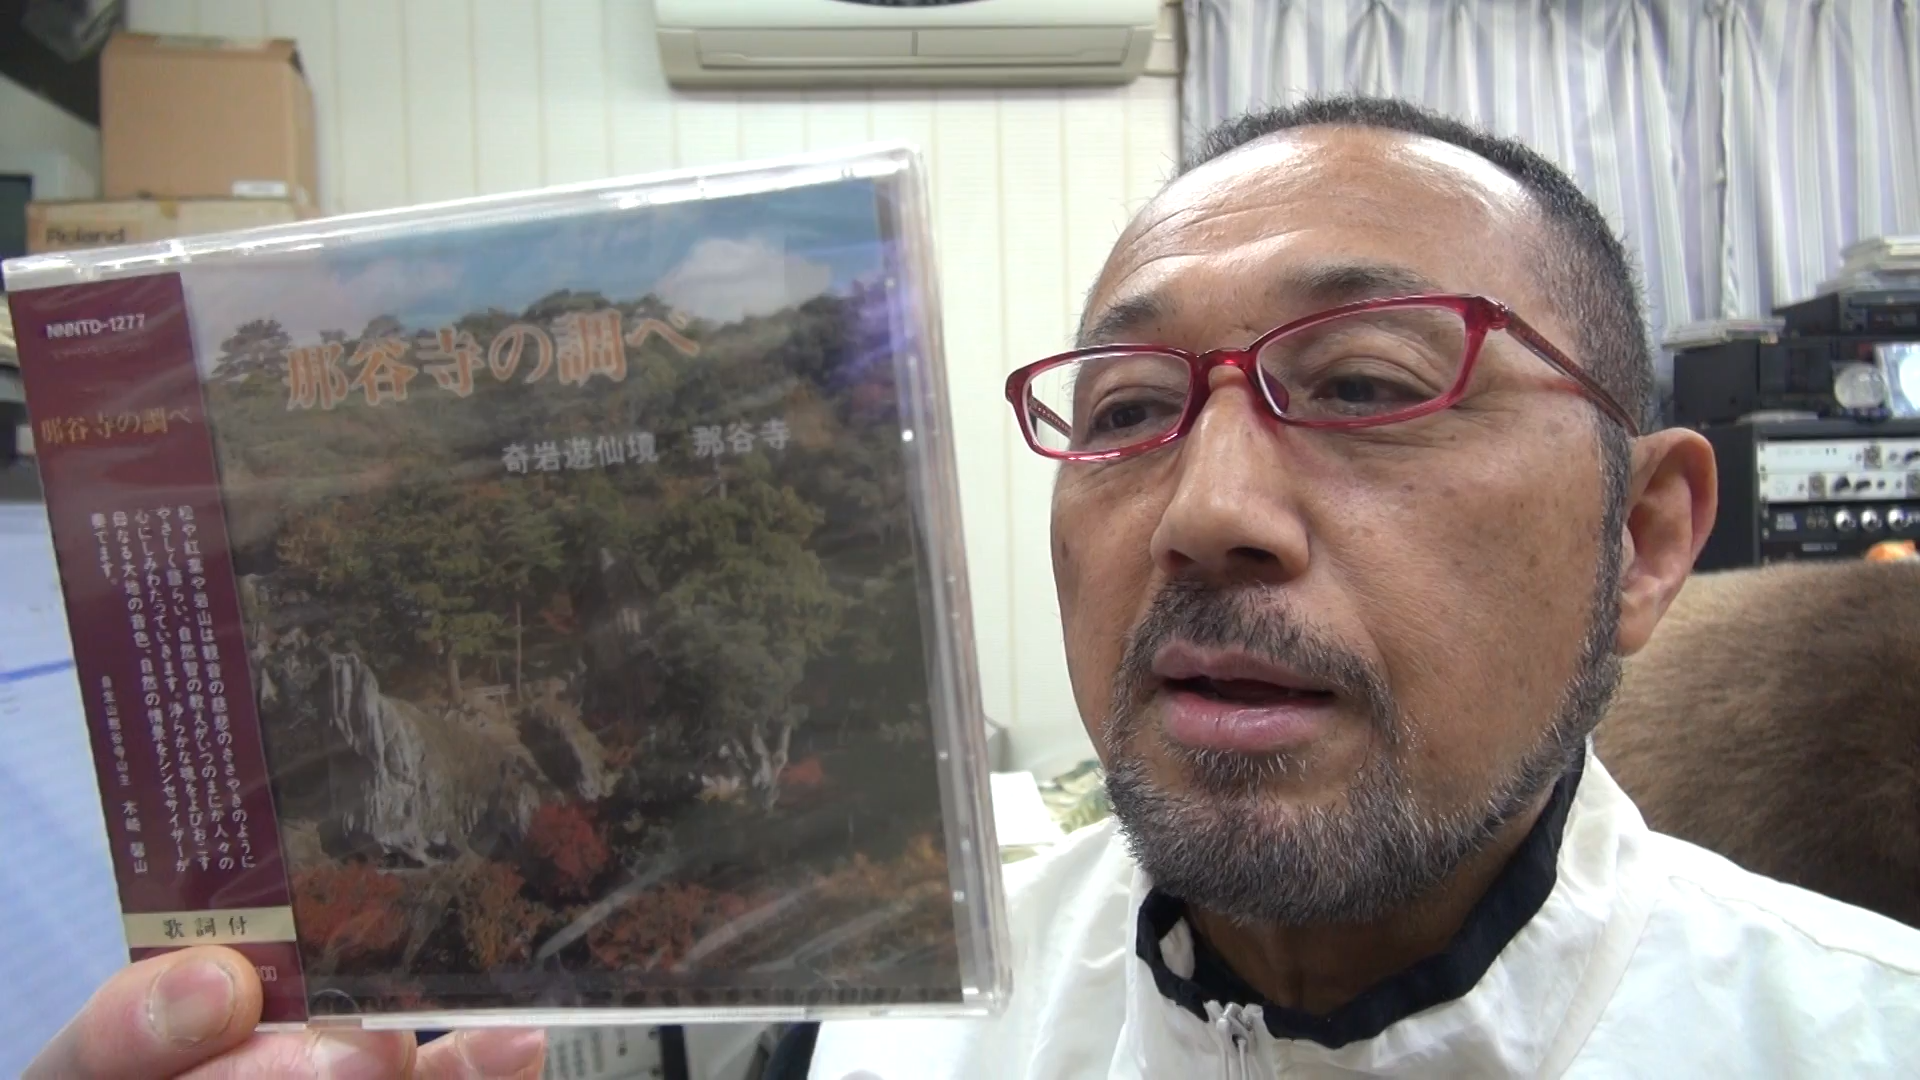 Roland
NNNTD-1277
那谷寺の調べ
那谷寺の調べ
奇岩遊仙境 那谷寺
松や紅葉や岩山は観音の慈悲のささやきのように
やさしく語らい、自然智の教えがいつのまにか人々の
心にしみわたっていきます。浄らかな魂をよびおこす
母なる大地の音色、自然の情景をシンセサイザーが
奏でます。
自生山那谷寺山主 木崎 馨山
歌詞付